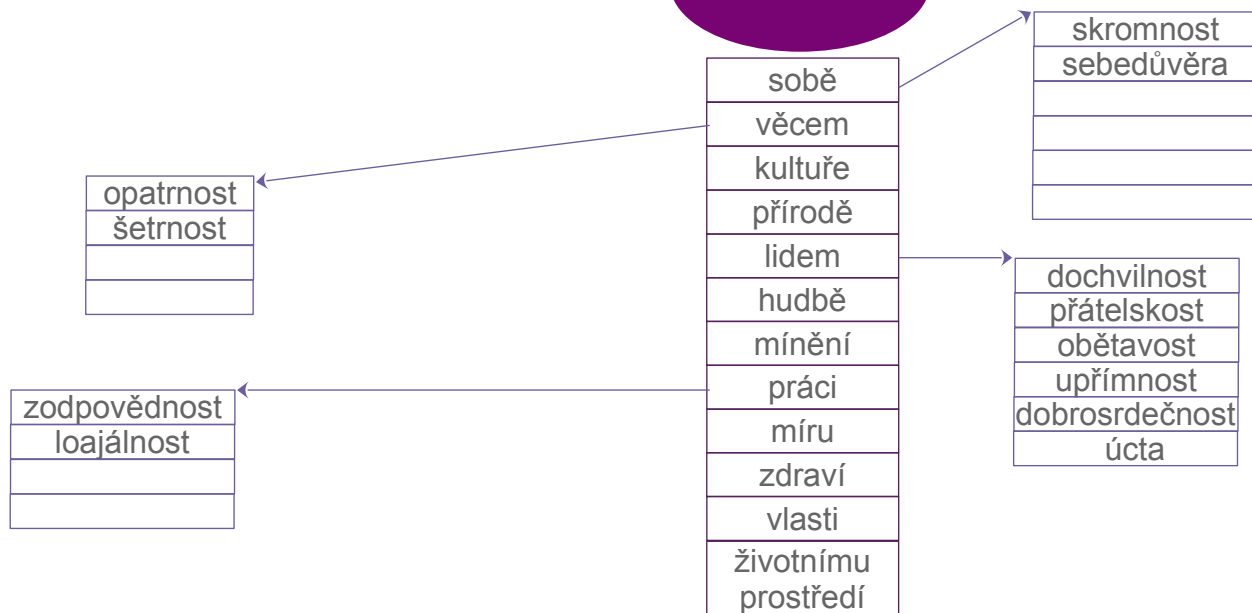 skromnost
sebedůvěra
sobě
věcem
kultuře
přírodě
lidem
hudbě
mínění
práci
míru
zdraví
vlasti
životnímu
prostředí
opatrnost
šetrnost
dochvilnost
přátelskost
obětavost
upřímnost
dobrosrdečnost
úcta
zodpovědnost
loajálnost